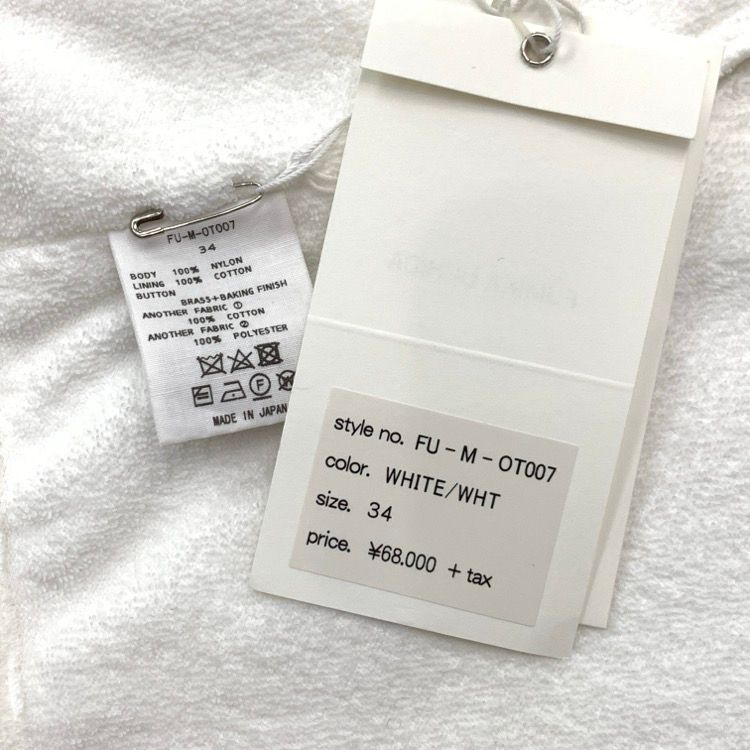 FU-M-OT007
34
BODY 100% NYLON
LINING 100% COTTON
BUTTON
BRASS+BAKING FINISH
ANOTHER FABRIC ①
100% COTTON
ANOTHER FABRIC ②
100% POLYESTER
F
W
MADE IN JAPAN
style no. FU-M-OT007
color. WHITE/WHT
size. 34
price. ¥68.000 + tax